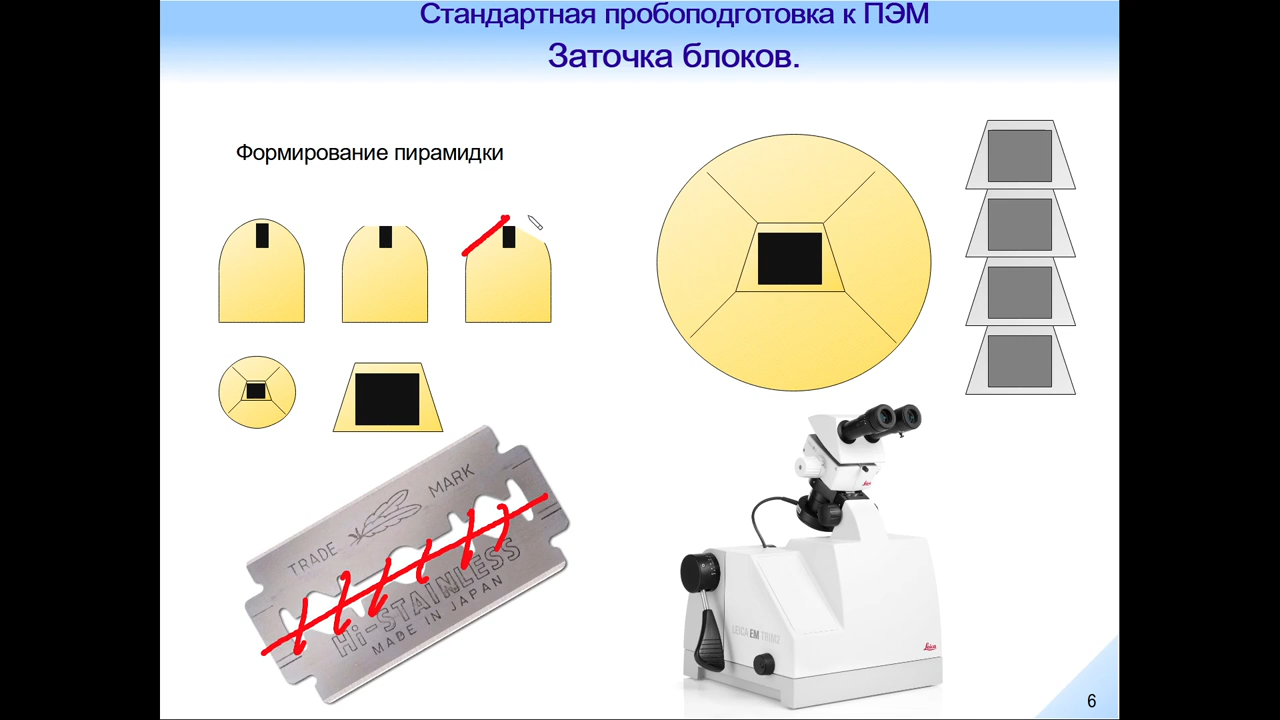 Стандартная пробоподготовка к ПЭМ
Заточка блоков.
Формирование пирамидки
TRADE MARK
Hi-STAINLESS
MADE IN JAPAN
Leica
LEICA EM TRIM2
Leica
6